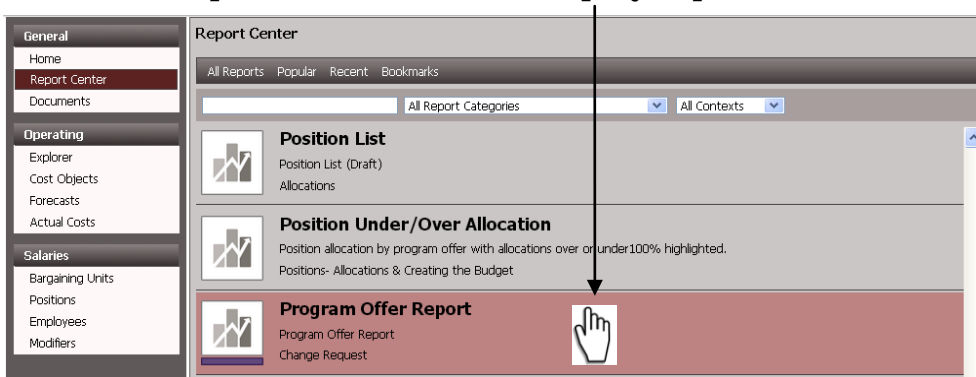 General
Home
Report Center
Documents
Operating
Explorer
Cost Objects
Forecasts
Actual Costs
Salaries
Bargaining Units
Positions
Employees
Modifiers
Report Center
All Reports Popular Recent Bookmarks
All Report Categories All Contexts
Position List
Position List (Draft)
Allocations
Position Under/Over Allocation
Position allocation by program offer with allocations over or under100% highlighted.
Positions- Allocations & Creating the Budget
Program Offer Report
Program Offer Report
Change Request